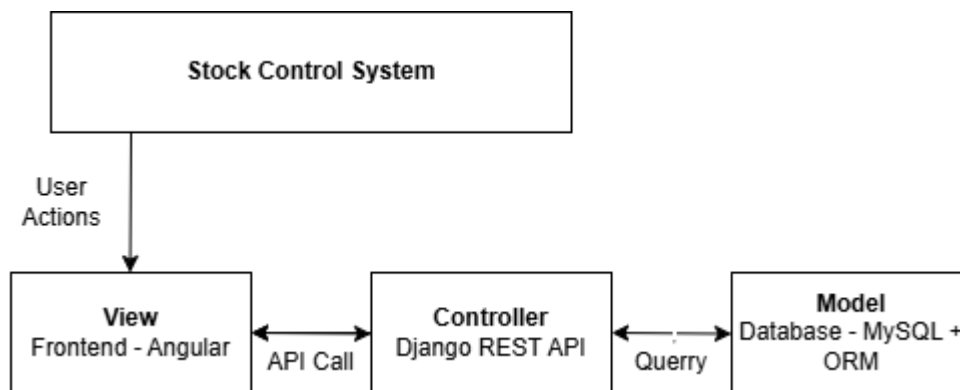 Stock Control System
User
Actions
View
Frontend - Angular
API Call
Controller
Django REST API
Querry
Model
Database - MySQL +
ORM